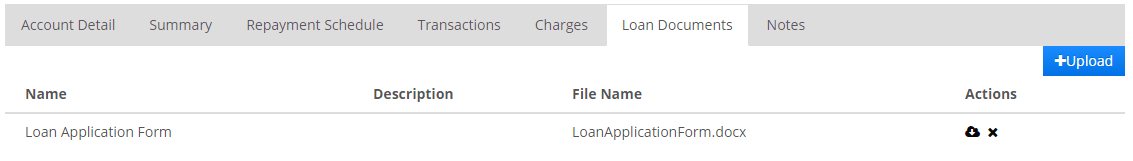 Account Detail Summary Repayment Schedule Transactions Charges Loan Documents Notes
+Upload
Name Description File Name Actions
Loan Application Form LoanApplicationForm.docx